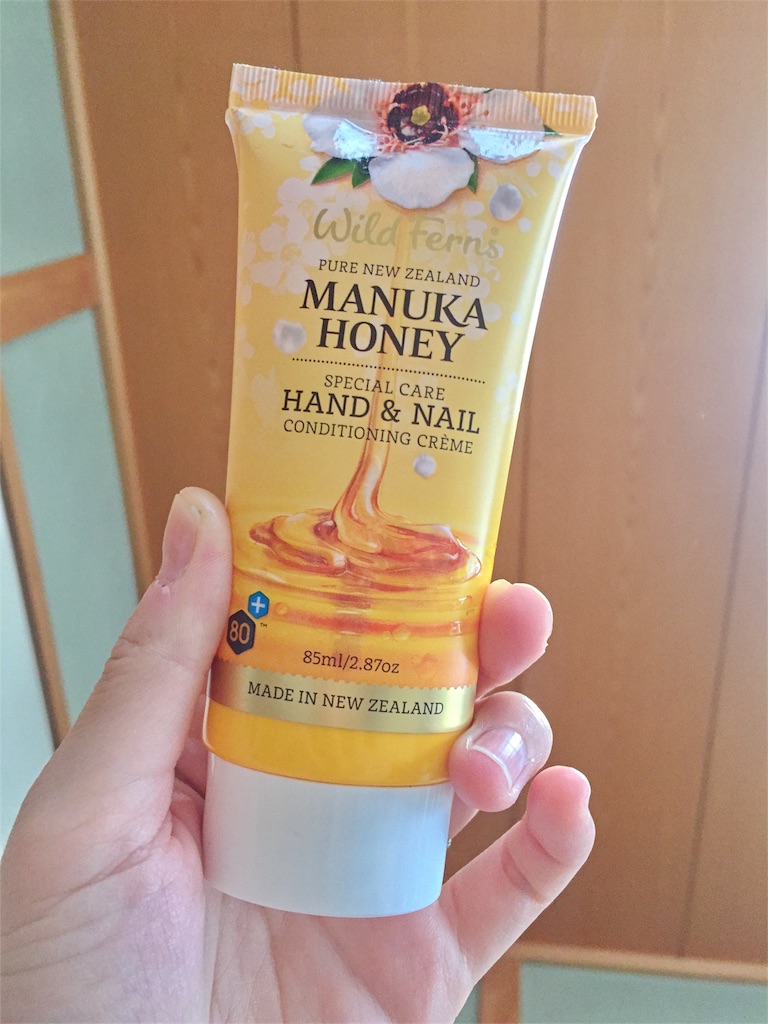 Wild Ferns
PURE NEW ZEALAND
MANUKA
HONEY
SPECIAL CARE
HAND & NAIL
CONDITIONING CRÈME
80+™
85ml/2.87oz
MADE IN NEW ZEALAND